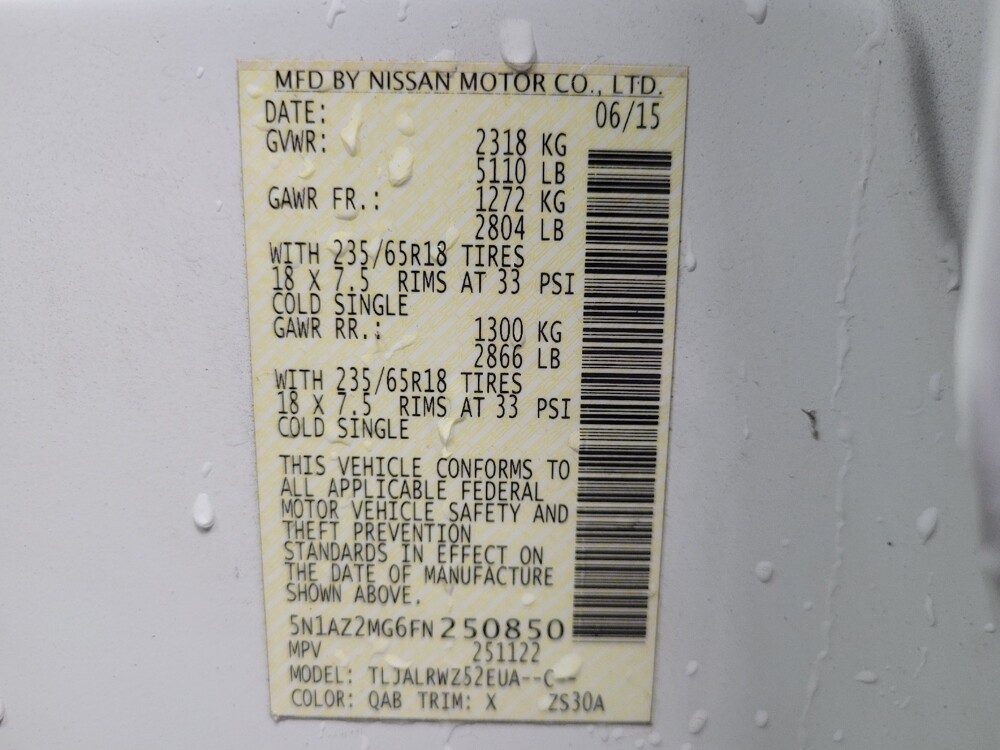 MFD BY NISSAN MOTOR CO., LTD.
DATE: 06/15
GVWR: 2318 KG
5110 LB
GAWR FR.: 1272 KG
2804 LB
WITH 235/65R18 TIRES
18 X 7.5 RIMS AT 33 PSI
COLD SINGLE
GAWR RR.: 1300 KG
2866 LB
WITH 235/65R18 TIRES
18 X 7.5 RIMS AT 33 PSI
COLD SINGLE
THIS VEHICLE CONFORMS TO
ALL APPLICABLE FEDERAL
MOTOR VEHICLE SAFETY AND
THEFT PREVENTION
STANDARDS IN EFFECT ON
THE DATE OF MANUFACTURE
SHOWN ABOVE.
5N1AZ2MG6FN250850
MPV 251122
MODEL: TLJALRWZ52EUA--C--
COLOR: QAB TRIM: X ZS30A